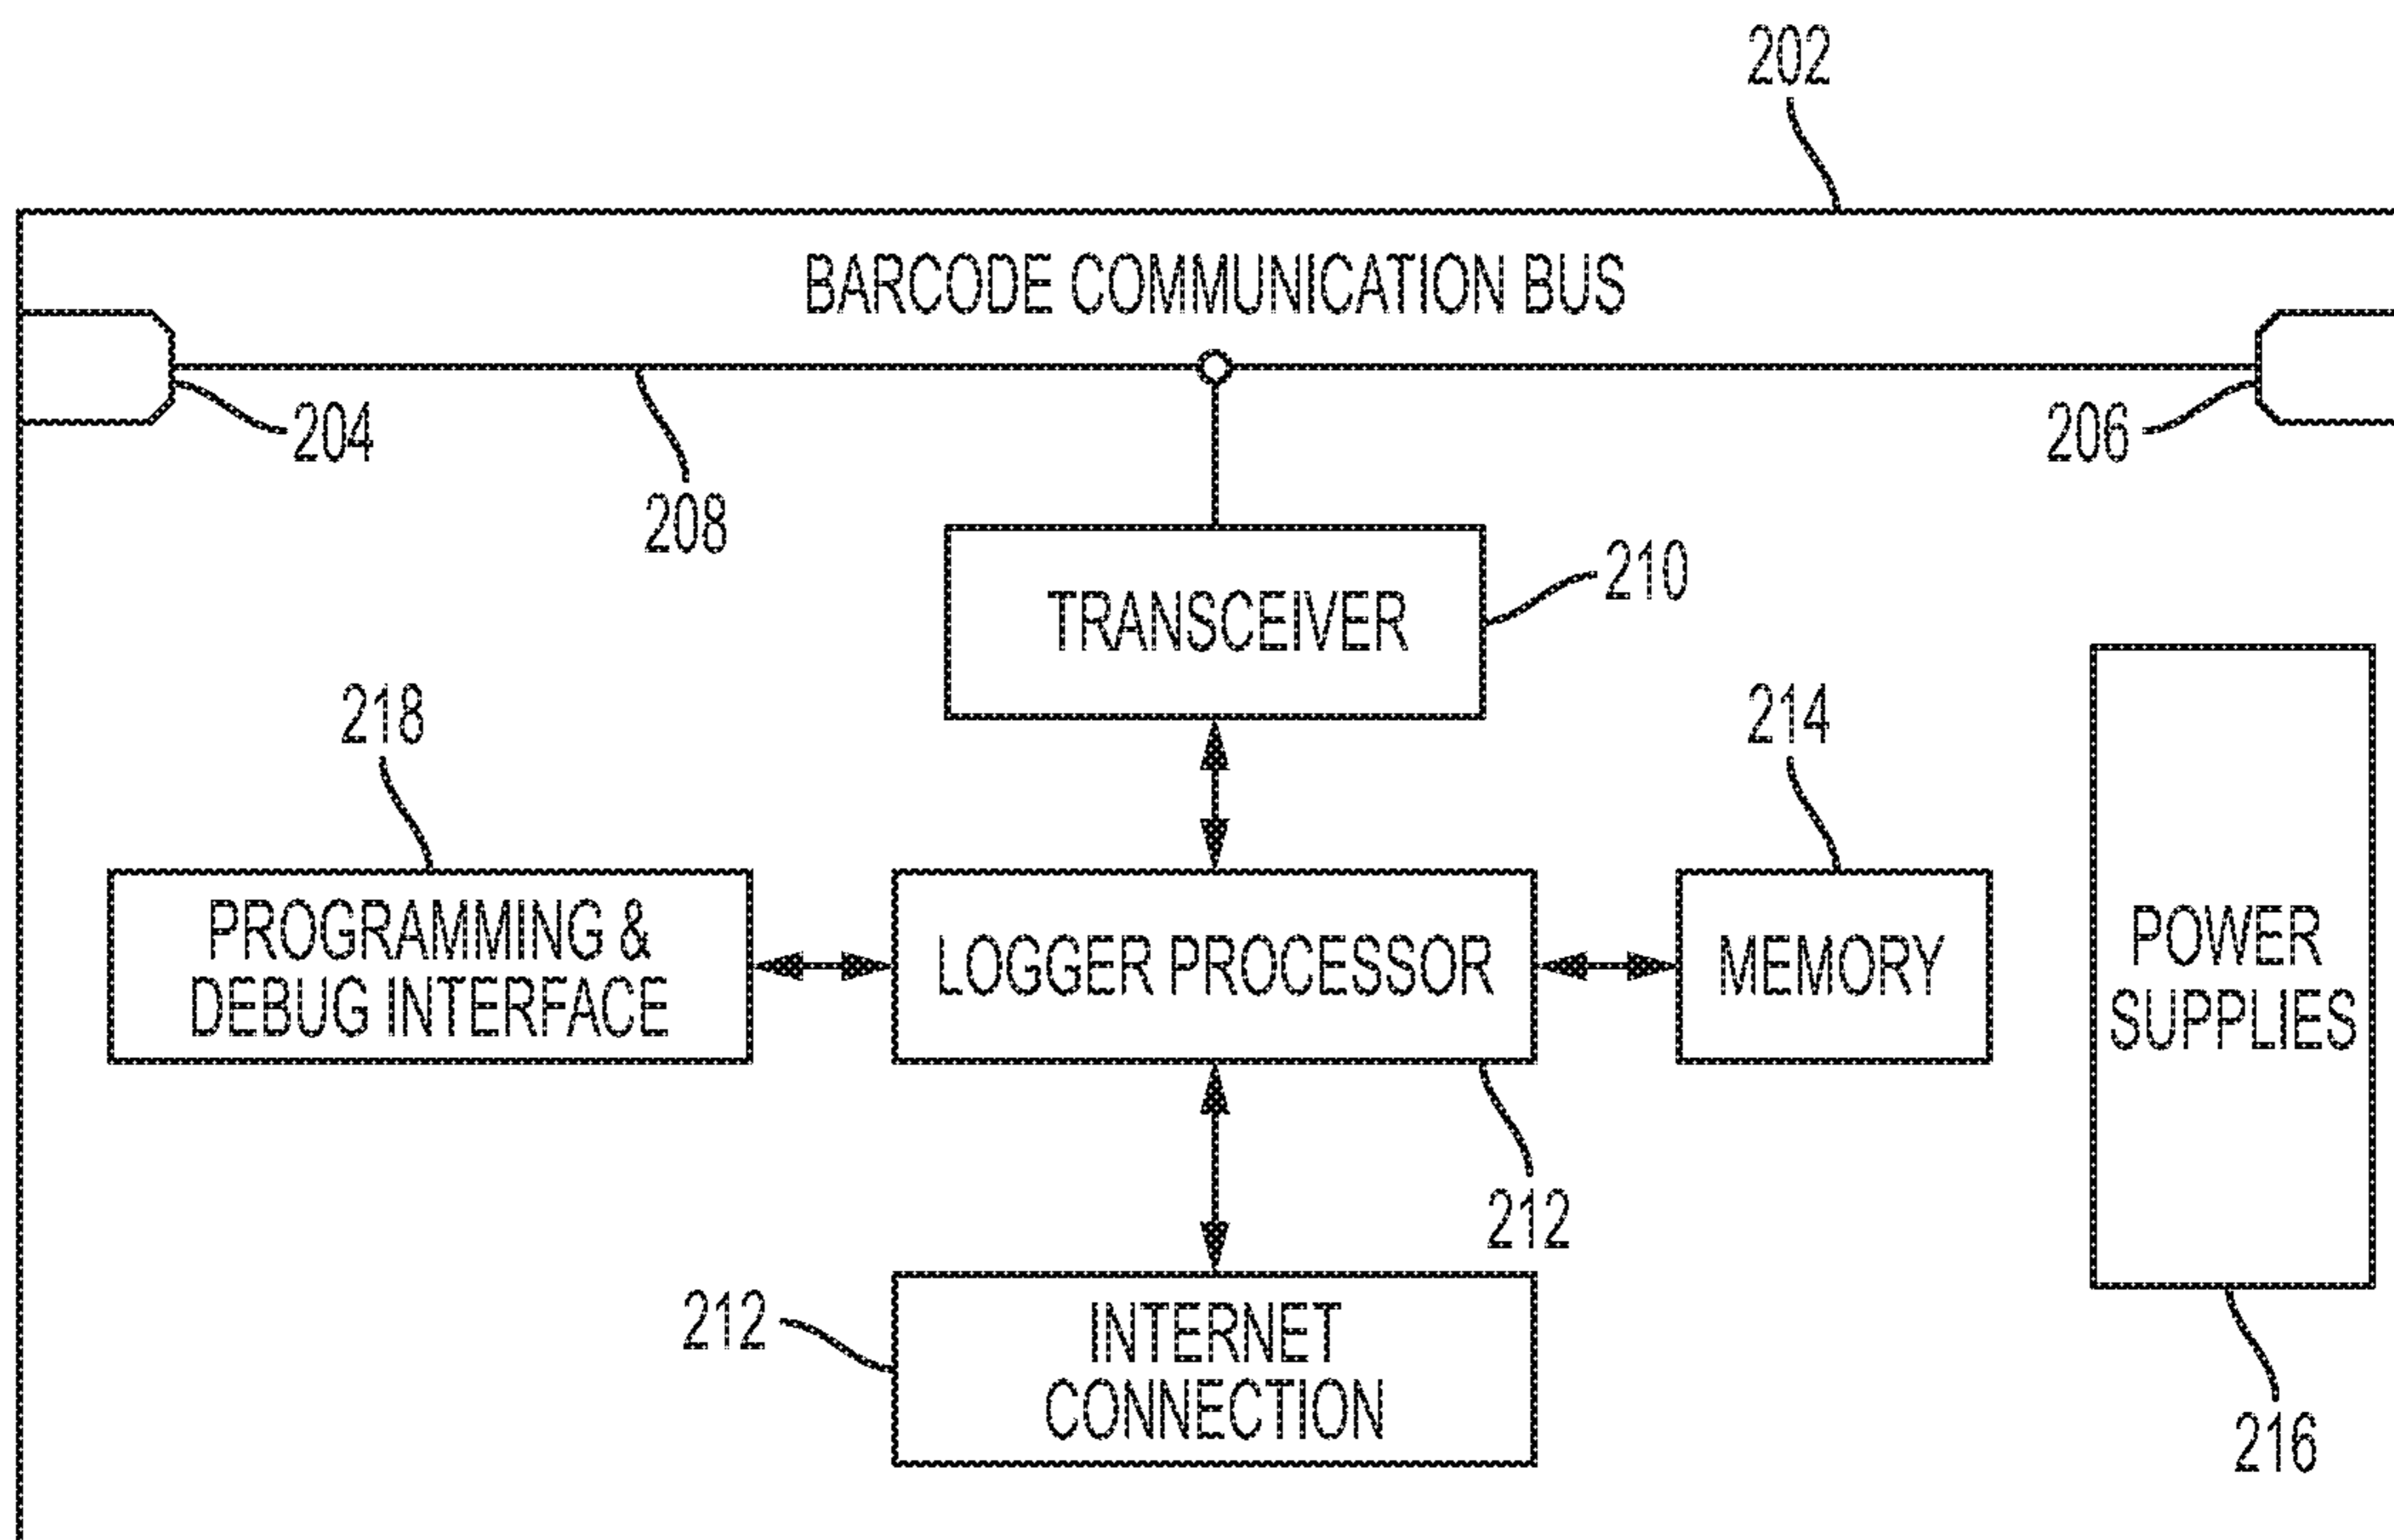 202
BARCODE COMMUNICATION BUS
204
206
208
TRANSCEIVER
210
218
214
PROGRAMMING &
DEBUG INTERFACE
LOGGER PROCESSOR
MEMORY
POWER
SUPPLIES
212
212
INTERNET
CONNECTION
216